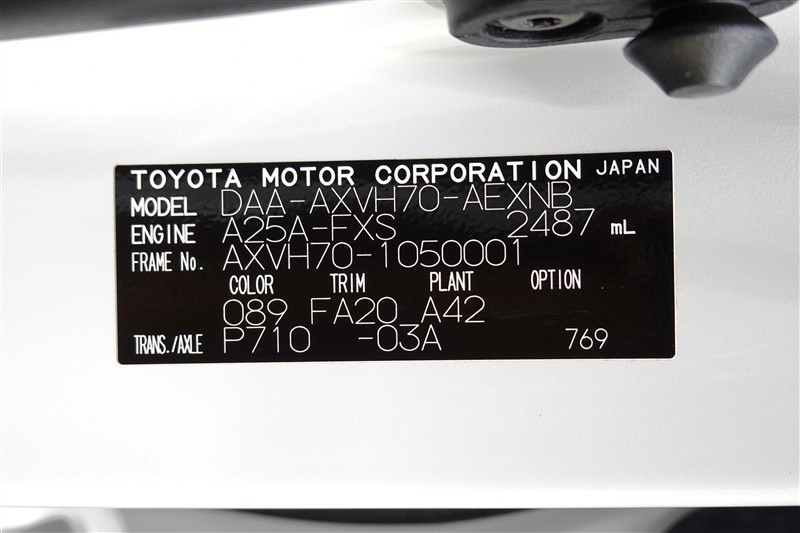 TOYOTA MOTOR CORPORATION JAPAN
MODEL DAA-AXVH70-AEXNB
ENGINE A25A-FXS 2487 mL
FRAME No. AXVH70-1050001
COLOR TRIM PLANT OPTION
089 FA20 A42
TRANS./AXLE P710 -03A 769